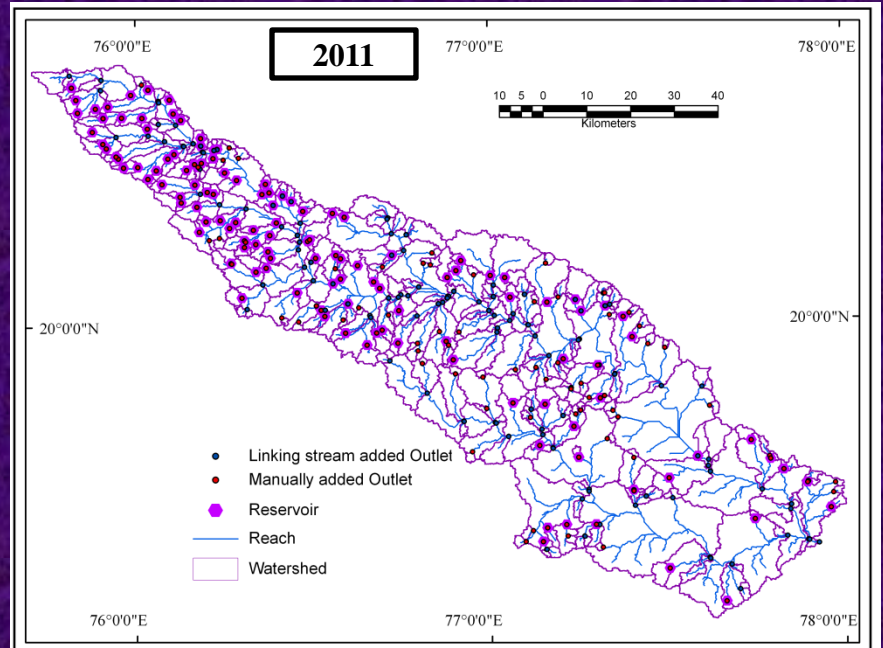 76°0'0"E
77°0'0"E
78°0'0"E
2011
10 5 0 10 20 30 40
Kilometers
20°0'0"N
20°0'0"N
Linking stream added Outlet
Manually added Outlet
Reservoir
Reach
Watershed
76°0'0"E
77°0'0"E
78°0'0"E